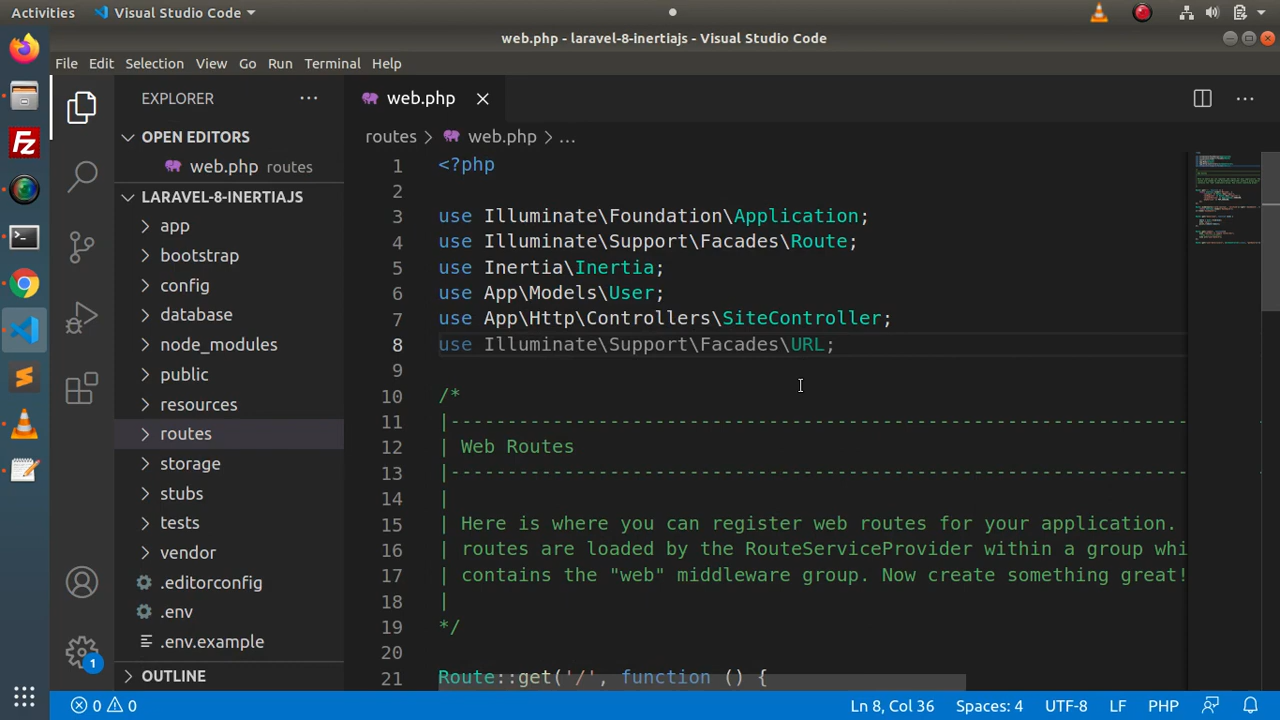 Activities Visual Studio Code
web.php - laravel-8-inertiajs - Visual Studio Code
File Edit Selection View Go Run Terminal Help
EXPLORER
OPEN EDITORS
web.php routes
LARAVEL-8-INERTIAJS
app
bootstrap
config
database
node_modules
public
resources
routes
storage
stubs
tests
vendor
.editorconfig
.env
.env.example
OUTLINE
web.php
routes web.php ...
1 <?php
2
3 use Illuminate\Foundation\Application;
4 use Illuminate\Support\Facades\Route;
5 use Inertia\Inertia;
6 use App\Models\User;
7 use App\Http\Controllers\SiteController;
8 use Illuminate\Support\Facades\URL;
9
10 /*
11 |--------------------------------------------------------------------------
12 | Web Routes
13 |--------------------------------------------------------------------------
14 |
15 | Here is where you can register web routes for your application.
16 | routes are loaded by the RouteServiceProvider within a group whi
17 | contains the "web" middleware group. Now create something great!
18 |
19 */
20
21 Route::get('/', function () {
1
0 0 Ln 8, Col 36 Spaces: 4 UTF-8 LF PHP